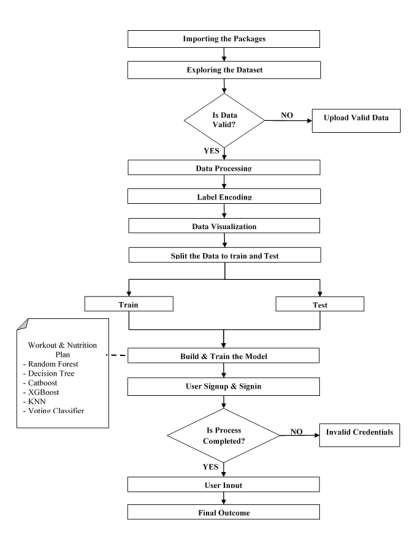 Importing the Packages
Exploring the Dataset
Is Data
Valid?
NO
Upload Valid Data
YES
Data Processing
Label Encoding
Data Visualization
Split the Data to train and Test
Train
Test
Workout & Nutrition
Plan
- Random Forest
- Decision Tree
- Catboost
- XGBoost
- KNN
- Voting Classifier
Build & Train the Model
User Signup & Signin
Is Process
Completed?
NO
Invalid Credentials
YES
User Input
Final Outcome